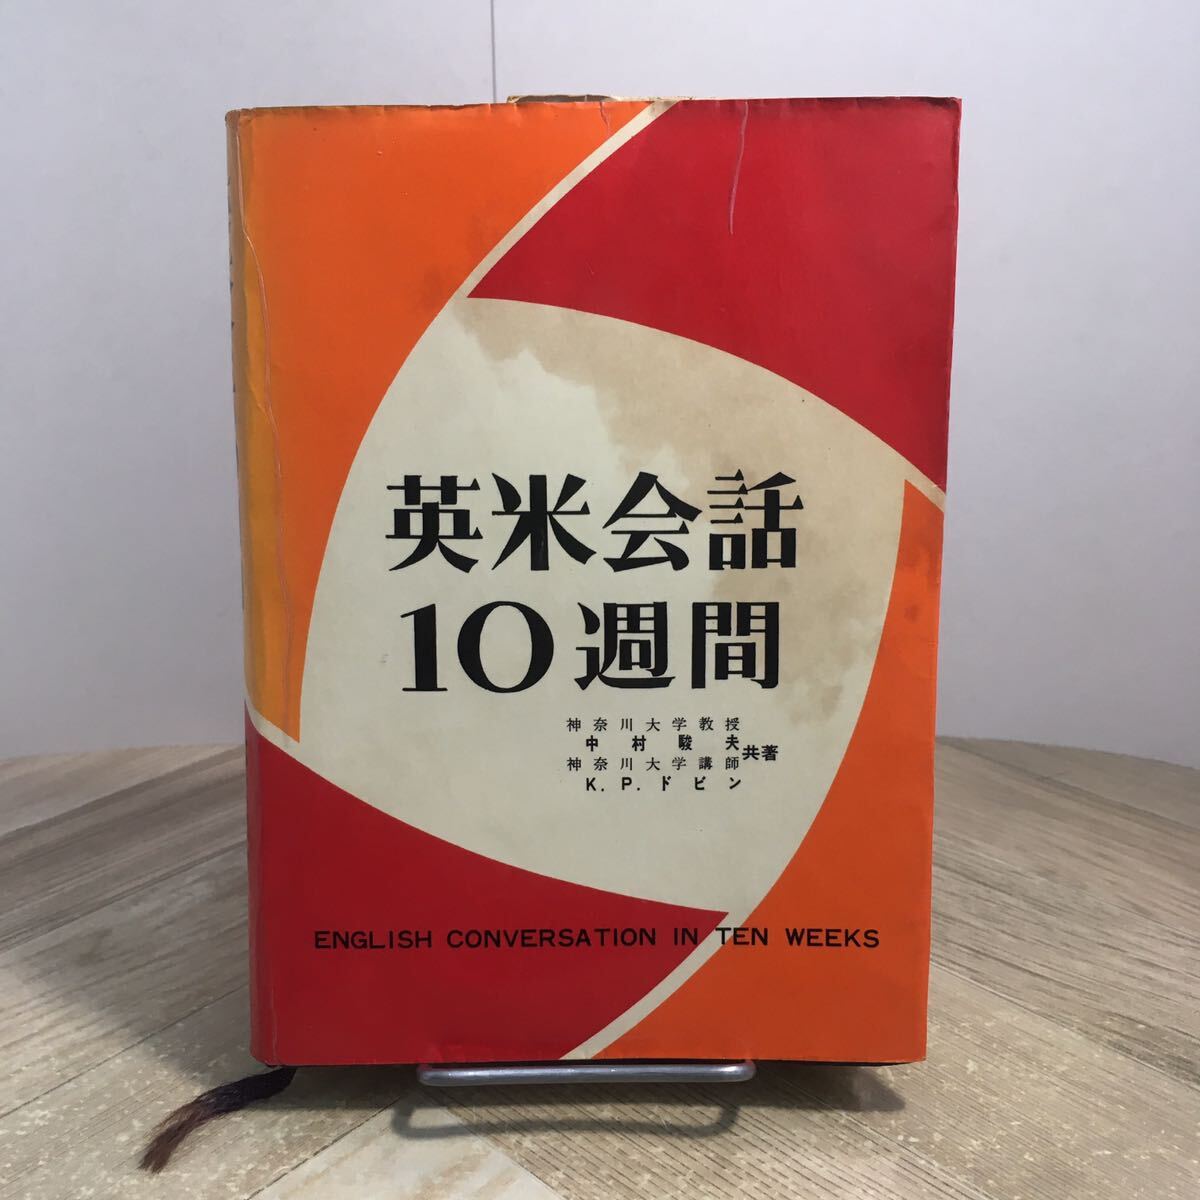 英米会話
10週間
神奈川大学教授
中村駿夫
神奈川大学講師
K.P.ドビン
共著
ENGLISH CONVERSATION IN TEN WEEKS